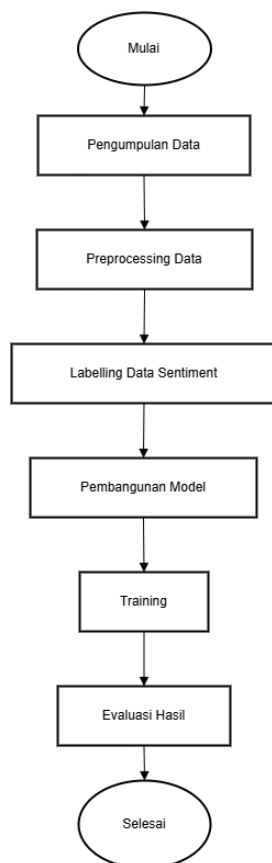 Mulai
Pengumpulan Data
Preprocessing Data
Labelling Data Sentiment
Pembangunan Model
Training
Evaluasi Hasil
Selesai